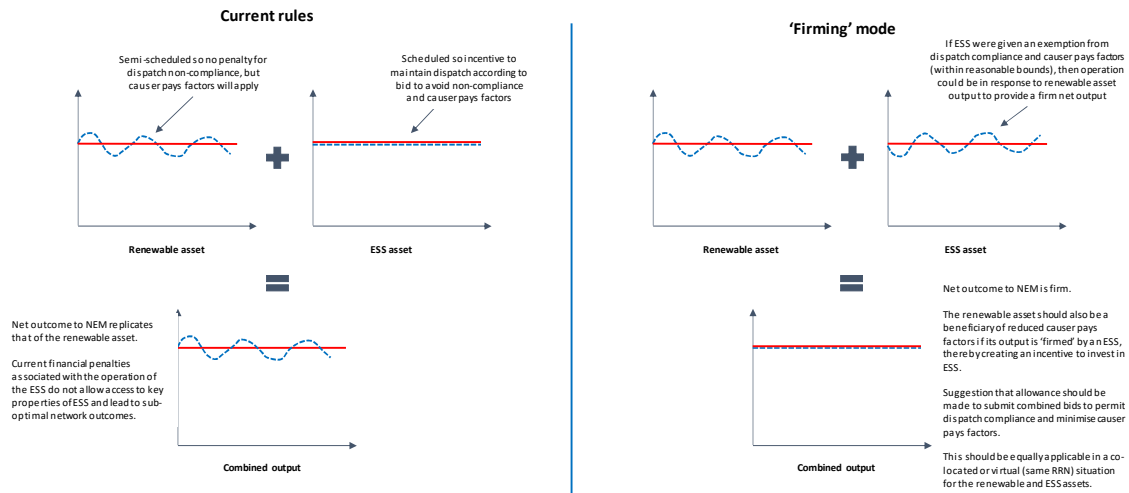 Current rules
Semi-scheduled so no penalty for
dispatch non-compliance, but
causer pays factors will apply
Scheduled so incentive to
maintain dispatch according to
bid to avoid non-compliance
and causer pays factors
Renewable asset
ESS asset
Net outcome to NEM replicates
that of the renewable asset.
Current financial penalties
associated with the operation of
the ESS do not allow access to key
properties of ESS and lead to sub-
optimal network outcomes.
Combined output
'Firming' mode
If ESS were given an exemption from
dispatch compliance and causer pays factors
(within reasonable bounds), then operation
could be in response to renewable asset
output to provide a firm net output
Renewable asset
ESS asset
Net outcome to NEM is firm.
The renewable asset should also be a
beneficiary of reduced causer pays
factors if its output is 'firmed' by an ESS,
thereby creating an incentive to invest in
ESS.
Suggestion that allowance should be
made to submit combined bids to permit
dispatch compliance and minimise causer
pays factors.
This should be equally applicable in a co-
located or virtual (same RRN) situation
for the renewable and ESS assets.
Combined output